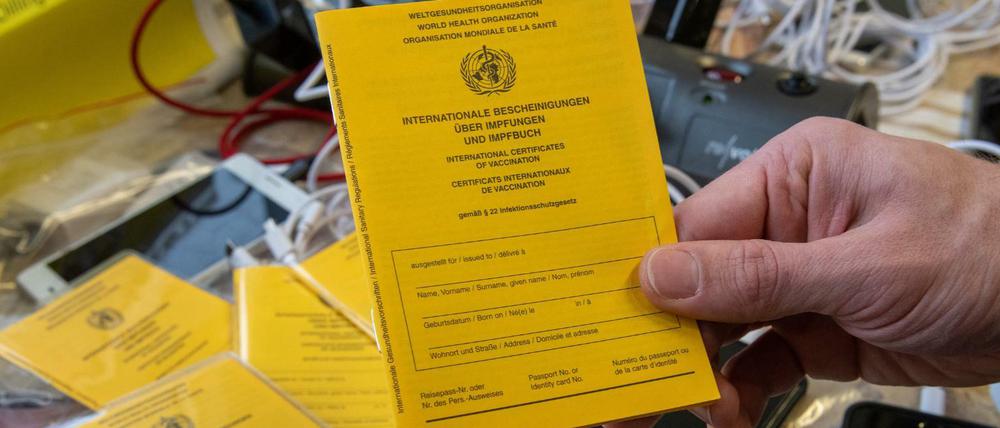 WELTGESUNDHEITSORGANISATION
WORLD HEALTH ORGANIZATION
ORGANISATION MONDIALE DE LA SANTÉ
INTERNATIONALE BESCHEINIGUNGEN
ÜBER IMPFUNGEN
UND IMPFBUCH
INTERNATIONAL CERTIFICATES
OF VACCINATION
CERTIFICATS INTERNATIONAUX
DE VACCINATION
gemäß § 22 Infektionsschutzgesetz
ausgestellt für / issued to / délivré à
Name, Vorname / Surname, given name / Nom, prénom
Geburtsdatum / Born on / Né(e) le in / à
Wohnort und Straße / Address / Domicile et adresse
Reisepass-Nr. oder
Nr. des Pers.-Ausweises
Passport No. or
Identity card No.
Numéro du passeport ou
de la carte d'identité
Internationale Gesundheitsvorschriften / International Sanitary Regulations / Règlements Sanitaires Internationaux